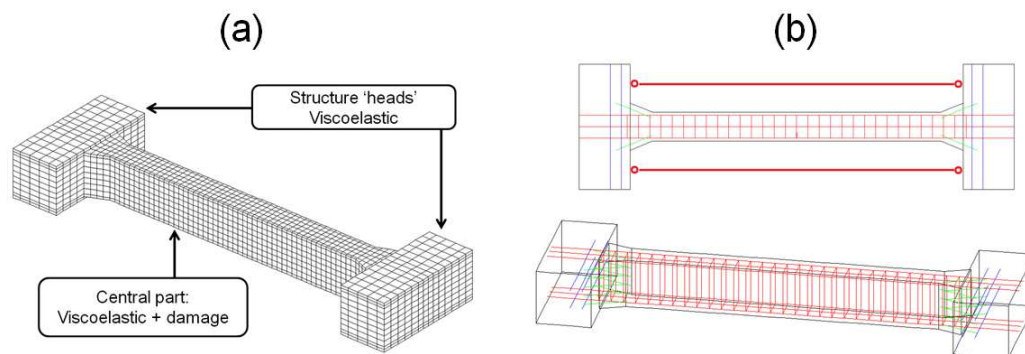 (a)
(b)
Structure ‘heads’
Viscoelastic
Central part:
Viscoelastic + damage